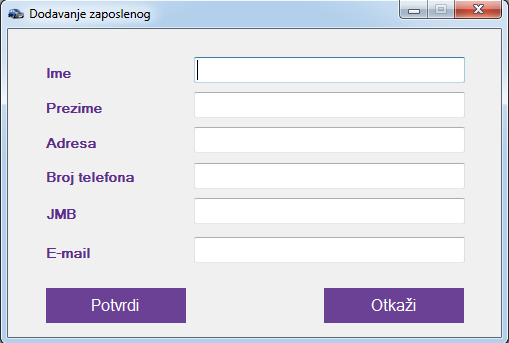 Dodavanje zaposlenog
Ime
Prezime
Adresa
Broj telefona
JMB
E-mail
Potvrdi
Otkaži